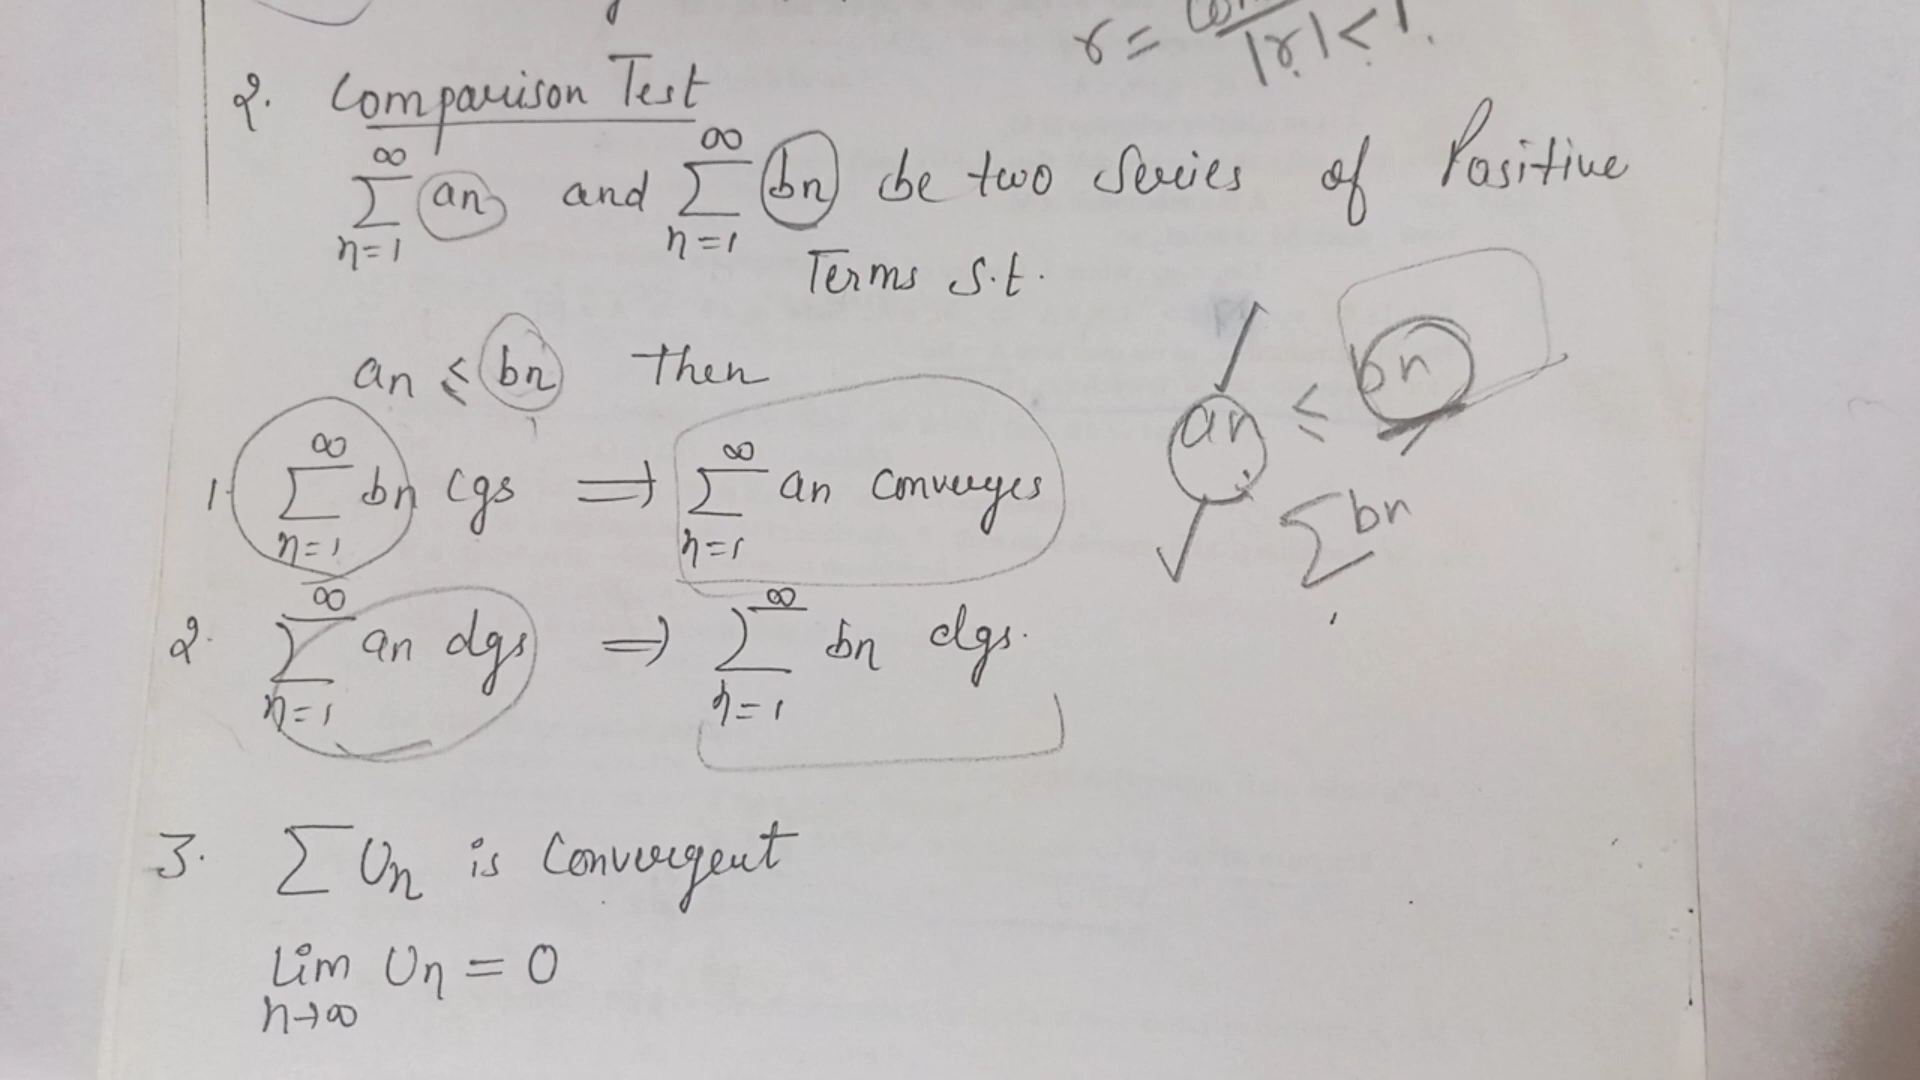 r = |r| < 1.
2. Comparison Test
∞ ∑ n=1 an and ∞ ∑ n=1 bn be two Series of Positive
Terms s.t.
an ≤ bn then
an ≤ bn
1. ∞ ∑ n=1 bn cgs ⇒ ∞ ∑ n=1 an converges
∑ bn
2. ∞ ∑ n=1 an dgs ⇒ ∞ ∑ n=1 bn dgs.
3. ∑ Un is Convergent
Lim n→∞ Un = 0